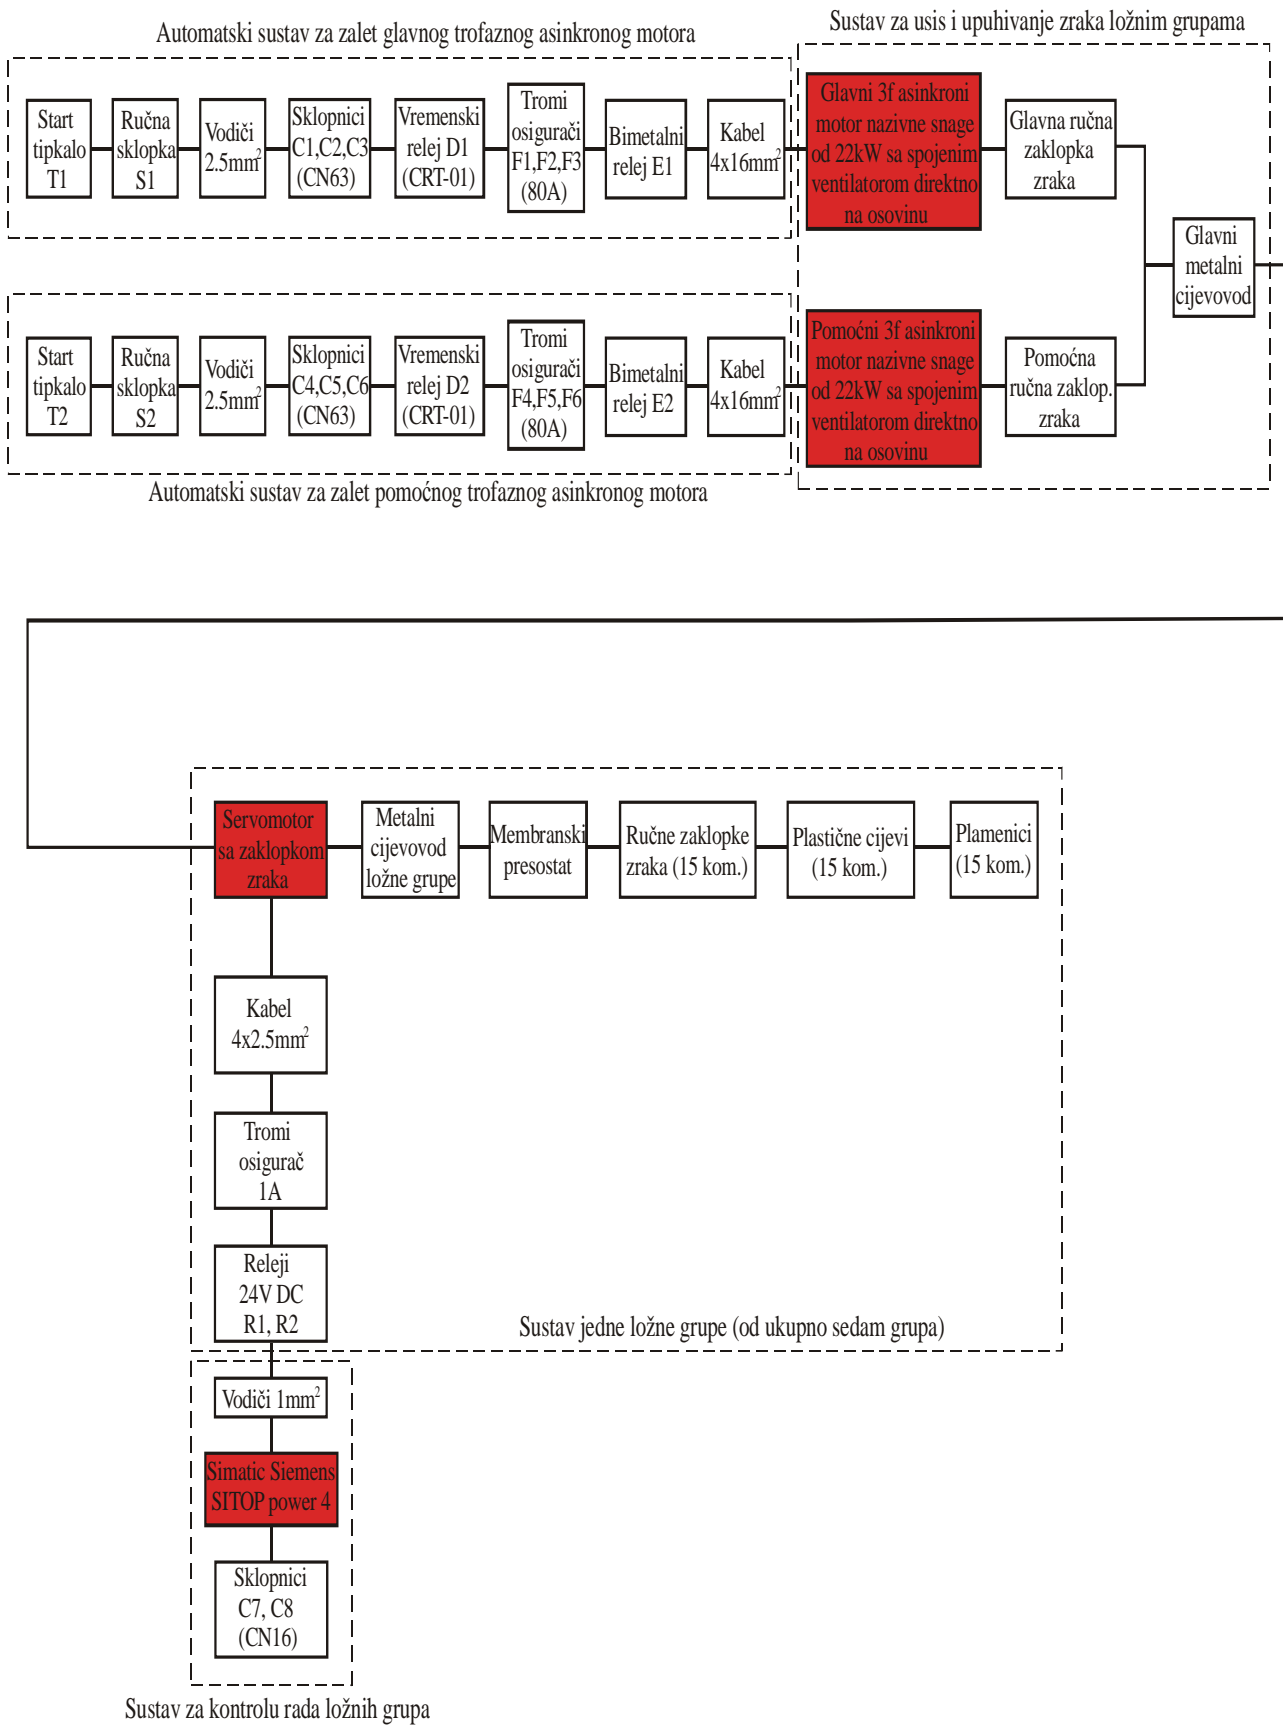 Automatski sustav za zalet glavnog trofaznog asinkronog motora
Sustav za usis i upuhivanje zraka ložnim grupama
Start
tipkalo
T1
Ručna
sklopka
S1
Vodiči
2.5mm²
Sklopnici
C1,C2,C3
(CN63)
Vremenski
relej D1
(CRT-01)
Tromi
osigurači
F1,F2,F3
(80A)
Bimetalni
relej E1
Kabel
4x16mm²
Glavni 3f asinkroni
motor nazivne snage
od 22kW sa spojenim
ventilatorom direktno
na osovinu
Glavna ručna
zaklopka
zraka
Glavni
metalni
cijevovod
Start
tipkalo
T2
Ručna
sklopka
S2
Vodiči
2.5mm²
Sklopnici
C4,C5,C6
(CN63)
Vremenski
relej D2
(CRT-01)
Tromi
osigurači
F4,F5,F6
(80A)
Bimetalni
relej E2
Kabel
4x16mm²
Pomoćni 3f asinkroni
motor nazivne snage
od 22kW sa spojenim
ventilatorom direktno
na osovinu
Pomoćna
ručna zaklop.
zraka
Automatski sustav za zalet pomoćnog trofaznog asinkronog motora
Servomotor
sa zaklopkom
zraka
Metalni
cijevovod
ložne grupe
Membranski
presostat
Ručne zaklopke
zraka (15 kom.)
Plastične cijevi
(15 kom.)
Plamenici
(15 kom.)
Kabel
4x2.5mm²
Tromi
osigurač
1A
Releji
24V DC
R1, R2
Sustav jedne ložne grupe (od ukupno sedam grupa)
Vodiči 1mm²
Simatic Siemens
SITOP power 4
Sklopnici
C7, C8
(CN16)
Sustav za kontrolu rada ložnih grupa